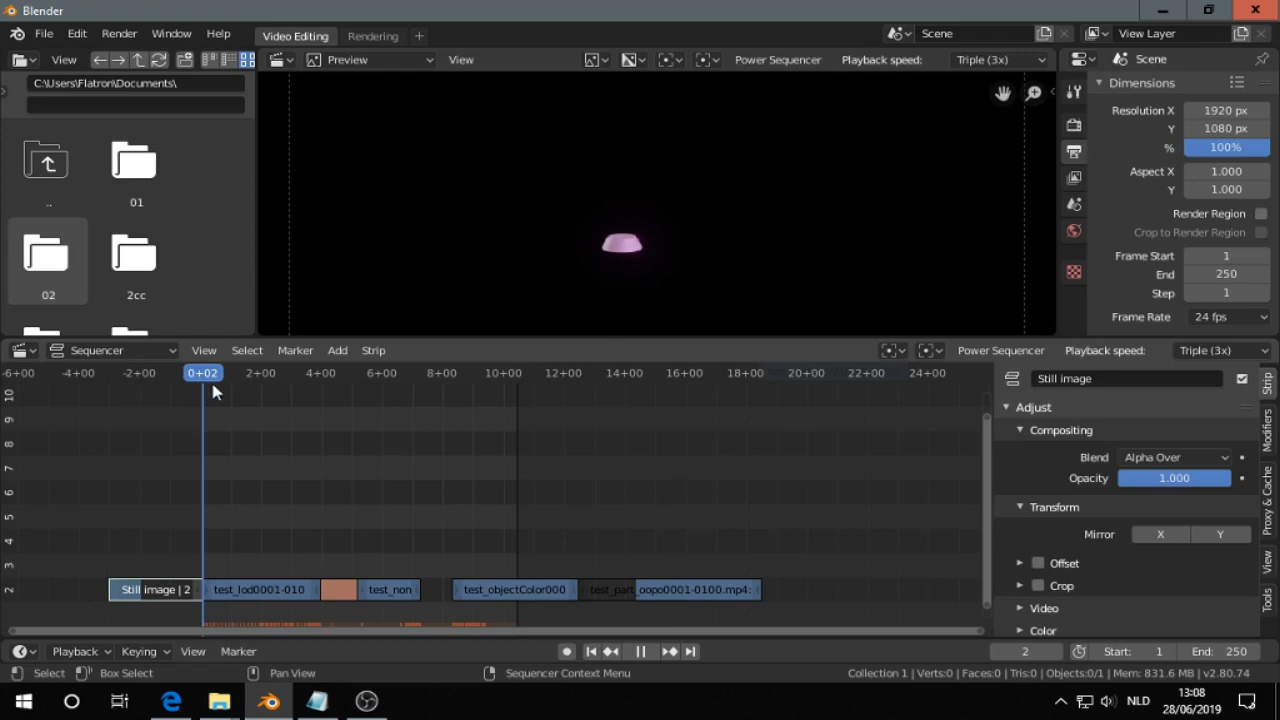 Blender
File Edit Render Window Help Video Editing Rendering + Scene View Layer
View Preview View Power Sequencer Playback speed: Triple (3x) Scene
C:\Users\Flatron\Documents\
.. 01
02 2cc
Dimensions
Resolution X 1920 px
Y 1080 px
% 100%
Aspect X 1.000
Y 1.000
Render Region
Crop to Render Region
Frame Start 1
End 250
Step 1
Frame Rate 24 fps
Sequencer View Select Marker Add Strip Power Sequencer Playback speed: Triple (3x)
-6+00 -4+00 -2+00 0+02 2+00 4+00 6+00 8+00 10+00 12+00 14+00 16+00 18+00 20+00 22+00 24+00
10
9
8
7
6
5
4
3
2
Still image | 2 test_lod0001-010 test_non test_objectColor000 test_part_oopo0001-0100.mp4:
Still image
Adjust
Compositing
Blend Alpha Over
Opacity 1.000
Transform
Mirror X Y
Offset
Crop
Video
Color
Strip
Modifiers
Proxy & Cache
View
Tools
Playback Keying View Marker 2 Start: 1 End: 250
Select Box Select Pan View Sequencer Context Menu Collection 1 | Verts:0 | Faces:0 | Tris:0 | Objects:0/1 | Mem: 831.6 MB | v2.80.74
NLD 13:08
28/06/2019